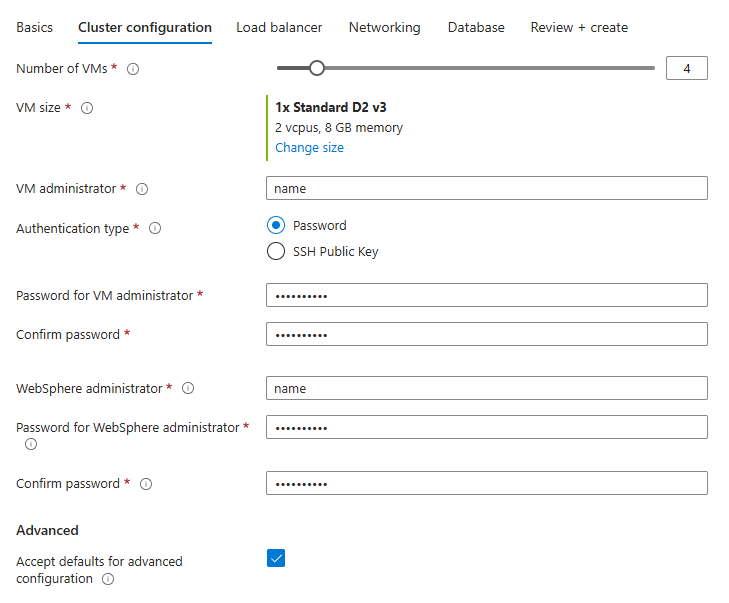 Basics Cluster configuration Load balancer Networking Database Review + create
Number of VMs * 4
VM size * 1x Standard D2 v3
2 vcpus, 8 GB memory
Change size
VM administrator * name
Authentication type * Password
SSH Public Key
Password for VM administrator * ••••••••••
Confirm password * ••••••••••
WebSphere administrator * name
Password for WebSphere administrator * ••••••••••
Confirm password * ••••••••••
Advanced
Accept defaults for advanced
configuration